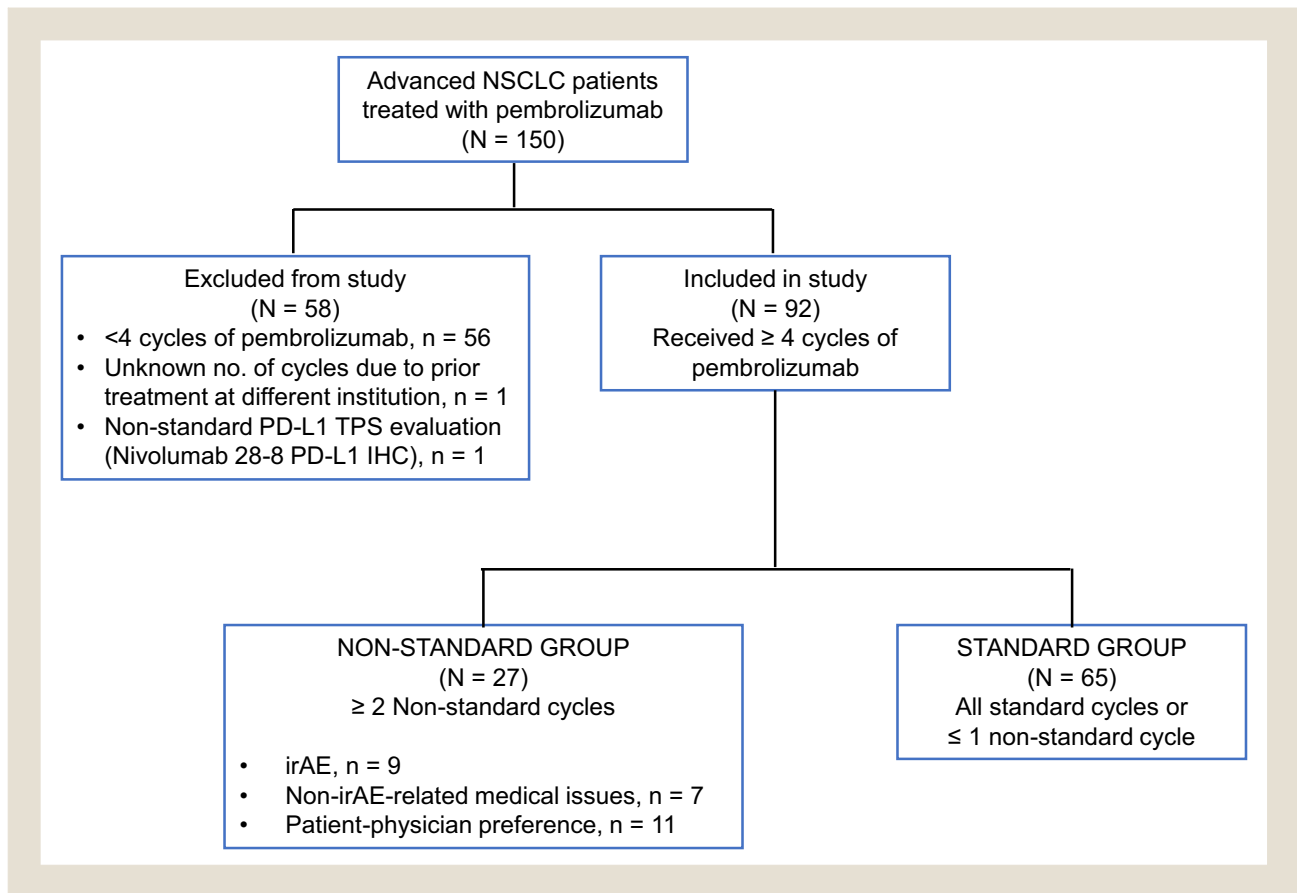 Advanced NSCLC patients
treated with pembrolizumab
(N = 150)
Excluded from study
(N = 58)
• <4 cycles of pembrolizumab, n = 56
• Unknown no. of cycles due to prior
treatment at different institution, n = 1
• Non-standard PD-L1 TPS evaluation
(Nivolumab 28-8 PD-L1 IHC), n = 1
Included in study
(N = 92)
Received ≥ 4 cycles of
pembrolizumab
NON-STANDARD GROUP
(N = 27)
≥ 2 Non-standard cycles
• irAE, n = 9
• Non-irAE-related medical issues, n = 7
• Patient-physician preference, n = 11
STANDARD GROUP
(N = 65)
All standard cycles or
≤ 1 non-standard cycle